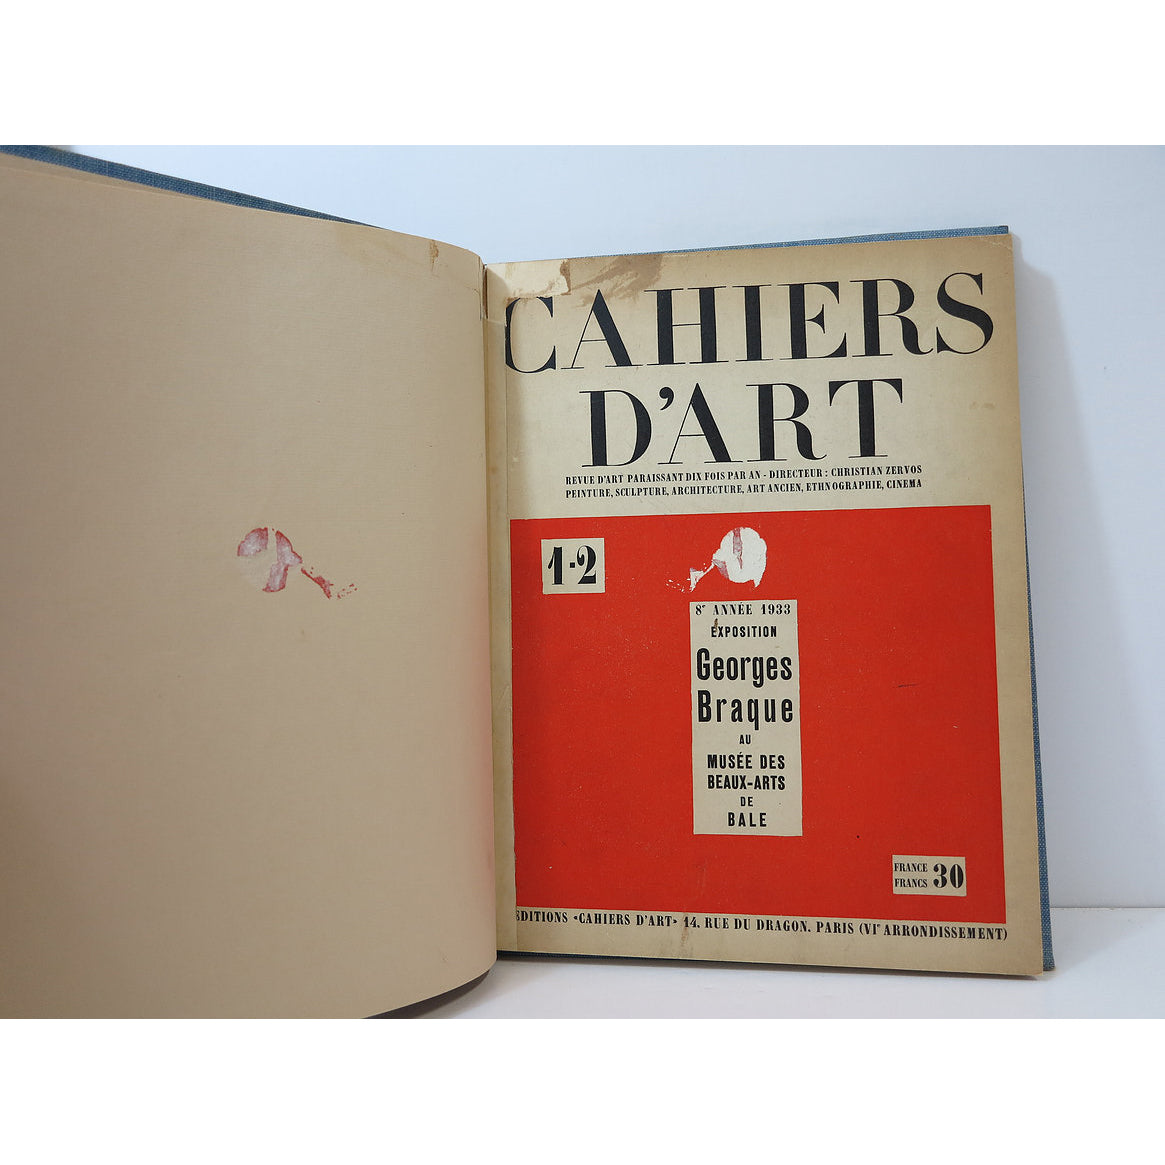 CAHIERS
D'ART
REVUE D'ART PARAISSANT DIX FOIS PAR AN - DIRECTEUR : CHRISTIAN ZERVOS
PEINTURE, SCULPTURE, ARCHITECTURE, ART ANCIEN, ETHNOGRAPHIE, CINEMA
1-2
8e ANNÉE 1933
EXPOSITION
Georges
Braque
AU
MUSÉE DES
BEAUX-ARTS
DE
BALE
FRANCE
FRANCS 30
EDITIONS «CAHIERS D'ART» 14, RUE DU DRAGON. PARIS (VIe ARRONDISSEMENT)